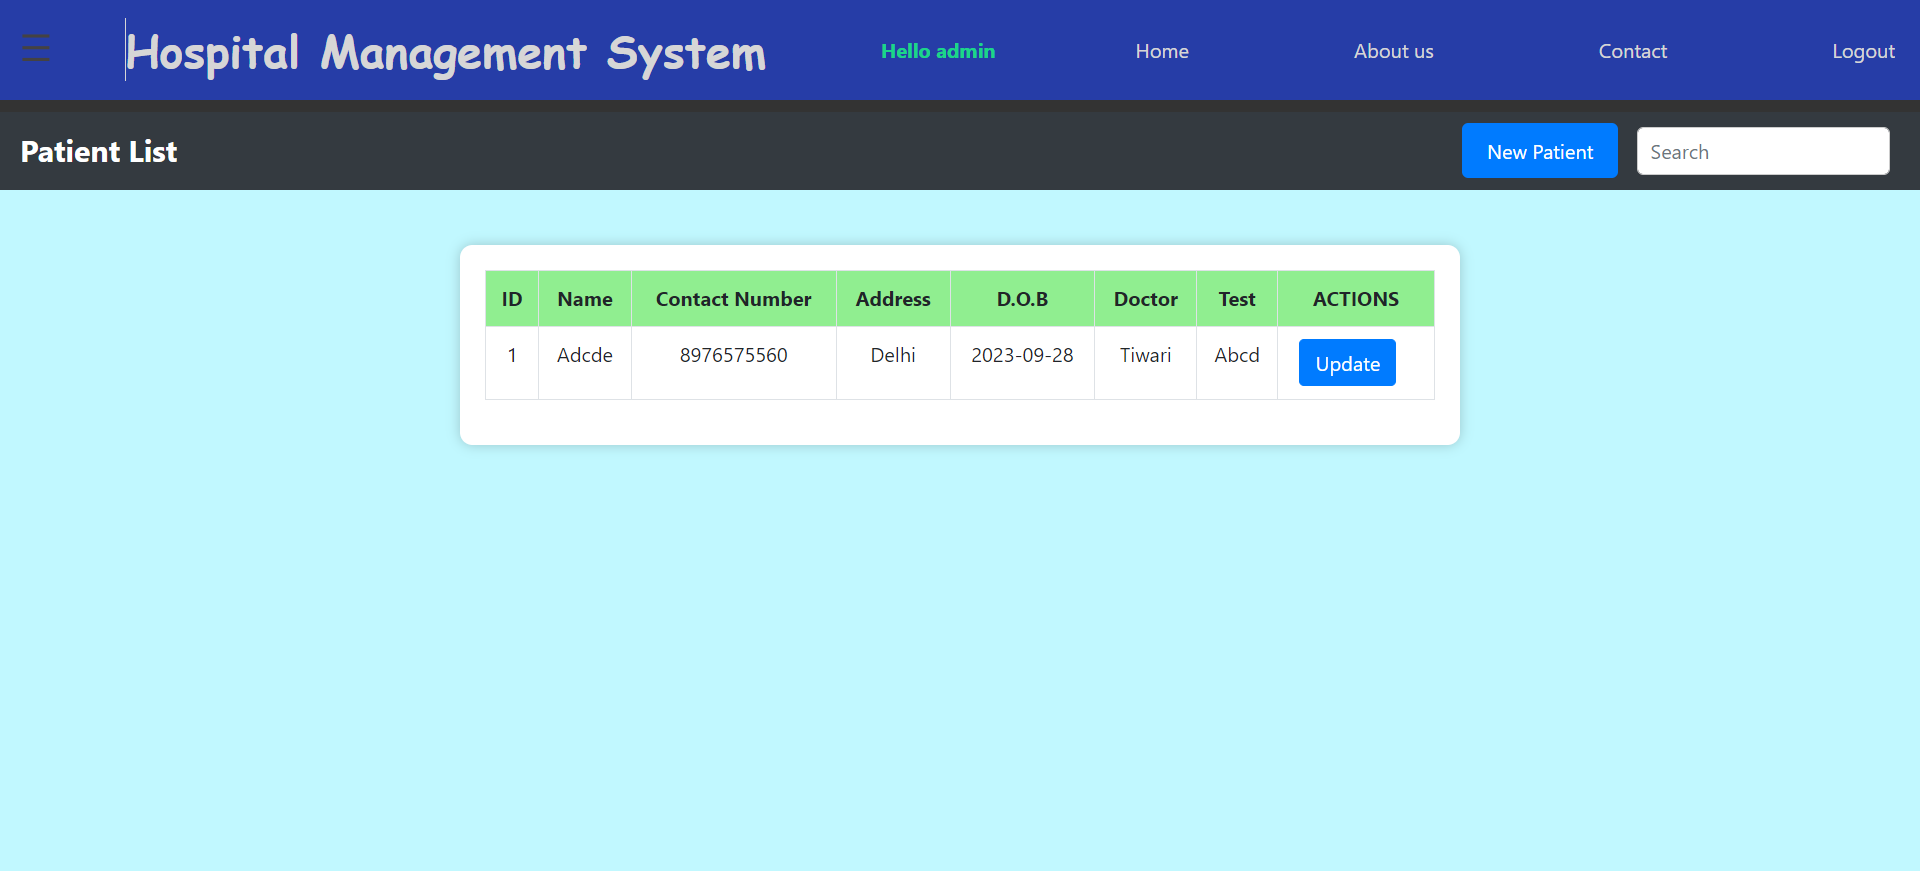 Hospital Management System Hello admin Home About us Contact Logout
Patient List New Patient Search
ID Name Contact Number Address D.O.B Doctor Test ACTIONS
1 Adcde 8976575560 Delhi 2023-09-28 Tiwari Abcd Update